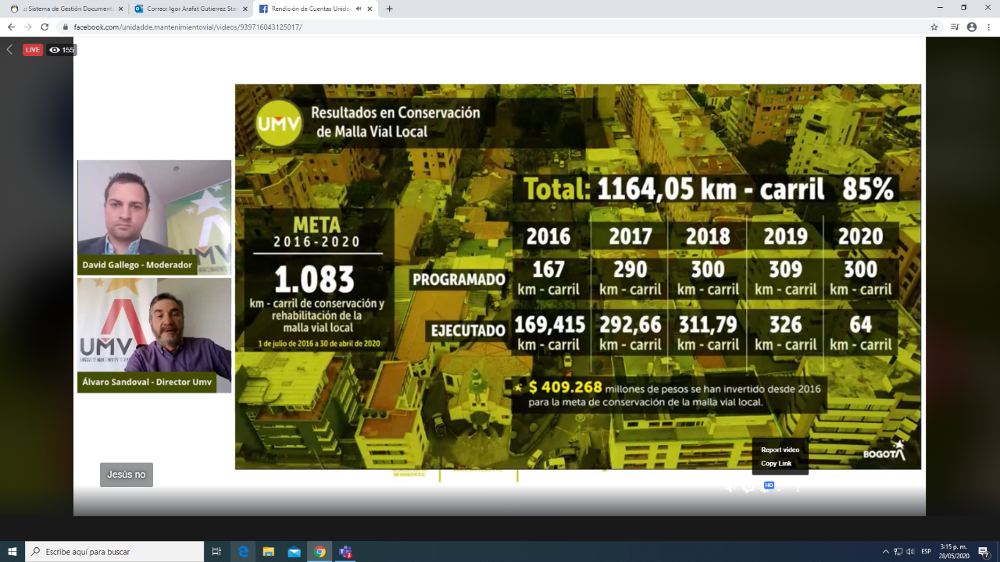 .:: Sistema de Gestión Documenta
Correo: Igor Arafat Gutierrez Sta
Rendición de Cuentas Unida
facebook.com/unidadde.mantenimientovial/videos/939716043125017/
LIVE 155
UMV
Resultados en Conservación
de Malla Vial Local
Total: 1164,05 km - carril 85%
META
2016-2020
1.083
km - carril de conservación y
rehabilitación de la
malla vial local
1 de julio de 2016 a 30 de abril de 2020
2016 2017 2018 2019 2020
PROGRAMADO 167 290 300 309 300
km - carril km - carril km - carril km - carril km - carril
EJECUTADO 169,415 292,66 311,79 326 64
km - carril km - carril km - carril km - carril km - carril
$ 409.268 millones de pesos se han invertido desde 2016
para la meta de conservación de la malla vial local.
BOGOTA
UMV
David Gallego - Moderador
UMV
Álvaro Sandoval - Director Umv
Report video
Copy Link
Jesús no
DE BOGOTÁ D.C.
HD
Escribe aquí para buscar
3
ESP
3:15 p. m.
28/05/2020
7